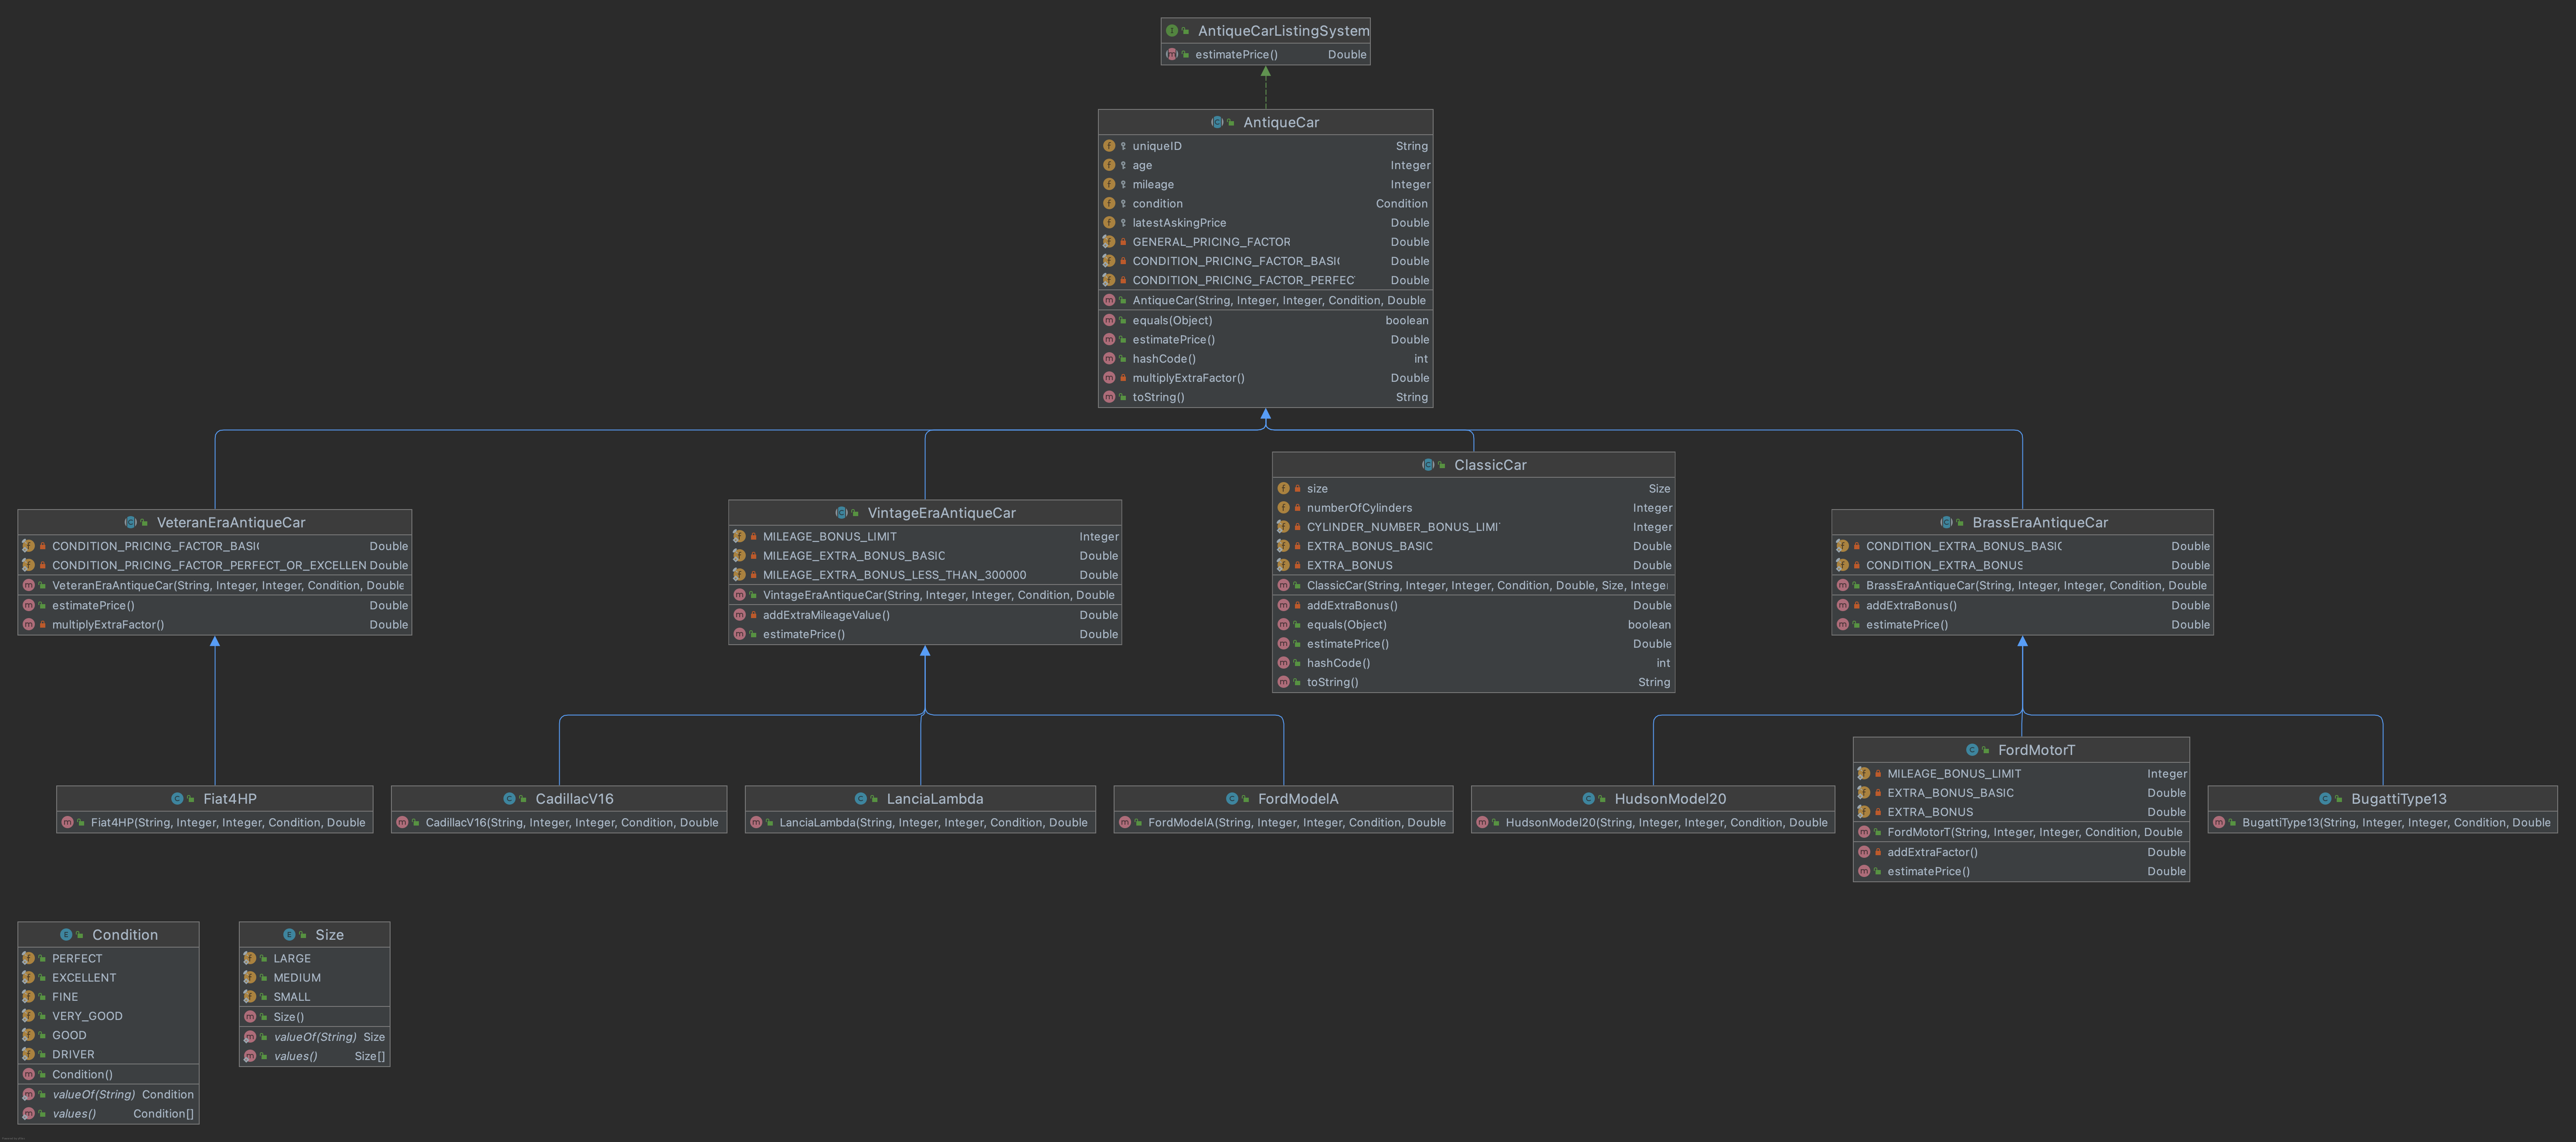 AntiqueCarListingSystem
estimatePrice() Double
AntiqueCar
uniqueID String
age Integer
mileage Integer
condition Condition
latestAskingPrice Double
GENERAL_PRICING_FACTOR Double
CONDITION_PRICING_FACTOR_BASI Double
CONDITION_PRICING_FACTOR_PERFEC Double
AntiqueCar(String, Integer, Integer, Condition, Double
equals(Object) boolean
estimatePrice() Double
hashCode() int
multiplyExtraFactor() Double
toString() String
VeteranEraAntiqueCar
CONDITION_PRICING_FACTOR_BASI Double
CONDITION_PRICING_FACTOR_PERFECT_OR_EXCELLEN Double
VeteranEraAntiqueCar(String, Integer, Integer, Condition, Double
estimatePrice() Double
multiplyExtraFactor() Double
VintageEraAntiqueCar
MILEAGE_BONUS_LIMIT Integer
MILEAGE_EXTRA_BONUS_BASIC Double
MILEAGE_EXTRA_BONUS_LESS_THAN_300000 Double
VintageEraAntiqueCar(String, Integer, Integer, Condition, Double
addExtraMileageValue() Double
estimatePrice() Double
ClassicCar
size Size
numberOfCylinders Integer
CYLINDER_NUMBER_BONUS_LIMI Integer
EXTRA_BONUS_BASIC Double
EXTRA_BONUS Double
ClassicCar(String, Integer, Integer, Condition, Double, Size, Intege
addExtraBonus() Double
equals(Object) boolean
estimatePrice() Double
hashCode() int
toString() String
BrassEraAntiqueCar
CONDITION_EXTRA_BONUS_BASIC Double
CONDITION_EXTRA_BONUS Double
BrassEraAntiqueCar(String, Integer, Integer, Condition, Double
addExtraBonus() Double
estimatePrice() Double
Fiat4HP
Fiat4HP(String, Integer, Integer, Condition, Double
CadillacV16
CadillacV16(String, Integer, Integer, Condition, Double
LanciaLambda
LanciaLambda(String, Integer, Integer, Condition, Double
FordModelA
FordModelA(String, Integer, Integer, Condition, Double
HudsonModel20
HudsonModel20(String, Integer, Integer, Condition, Double
FordMotorT
MILEAGE_BONUS_LIMIT Integer
EXTRA_BONUS_BASIC Double
EXTRA_BONUS Double
FordMotorT(String, Integer, Integer, Condition, Double
addExtraFactor() Double
estimatePrice() Double
BugattiType13
BugattiType13(String, Integer, Integer, Condition, Double
Condition
PERFECT
EXCELLENT
FINE
VERY_GOOD
GOOD
DRIVER
Condition()
valueOf(String) Condition
values() Condition[]
Size
LARGE
MEDIUM
SMALL
Size()
valueOf(String) Size
values() Size[]